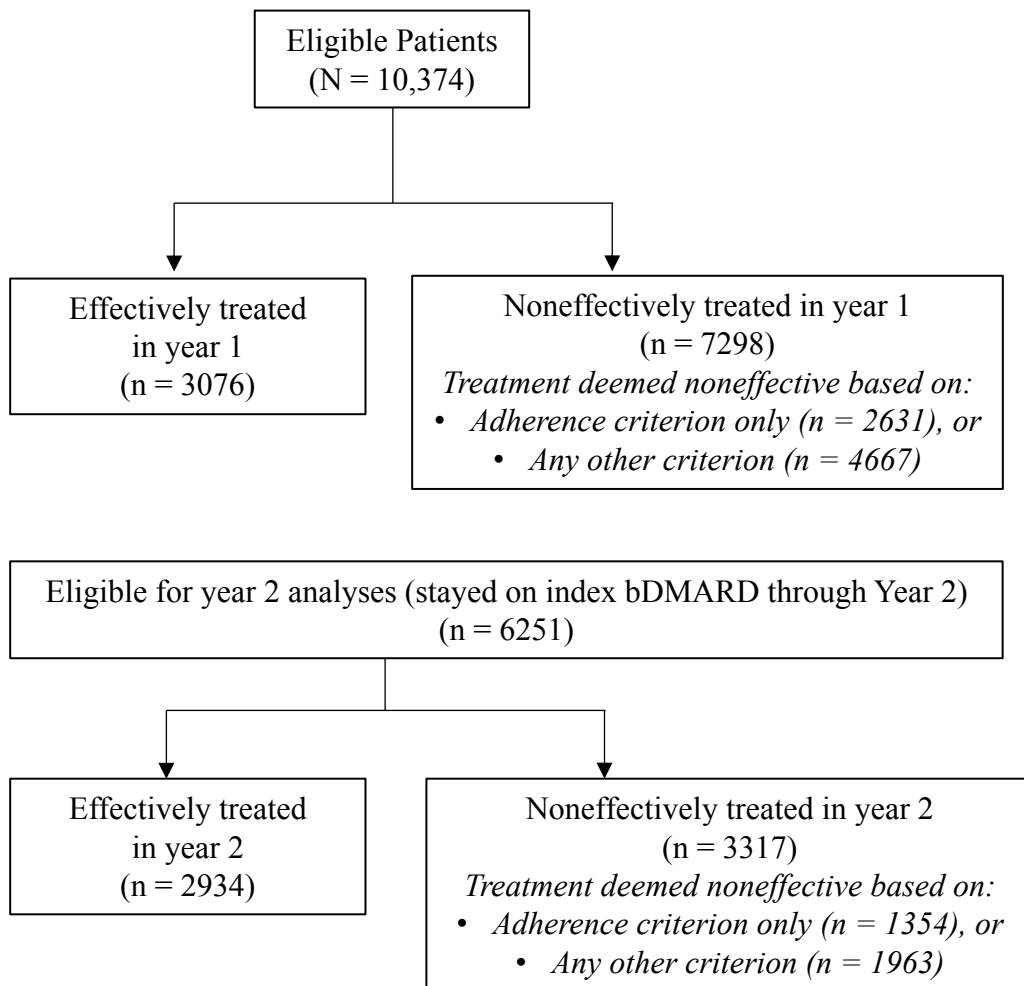 Eligible Patients
(N = 10,374)
Effectively treated
in year 1
(n = 3076)
Noneffectively treated in year 1
(n = 7298)
Treatment deemed noneffective based on:
• Adherence criterion only (n = 2631), or
• Any other criterion (n = 4667)
Eligible for year 2 analyses (stayed on index bDMARD through Year 2)
(n = 6251)
Effectively treated
in year 2
(n = 2934)
Noneffectively treated in year 2
(n = 3317)
Treatment deemed noneffective based on:
• Adherence criterion only (n = 1354), or
• Any other criterion (n = 1963)